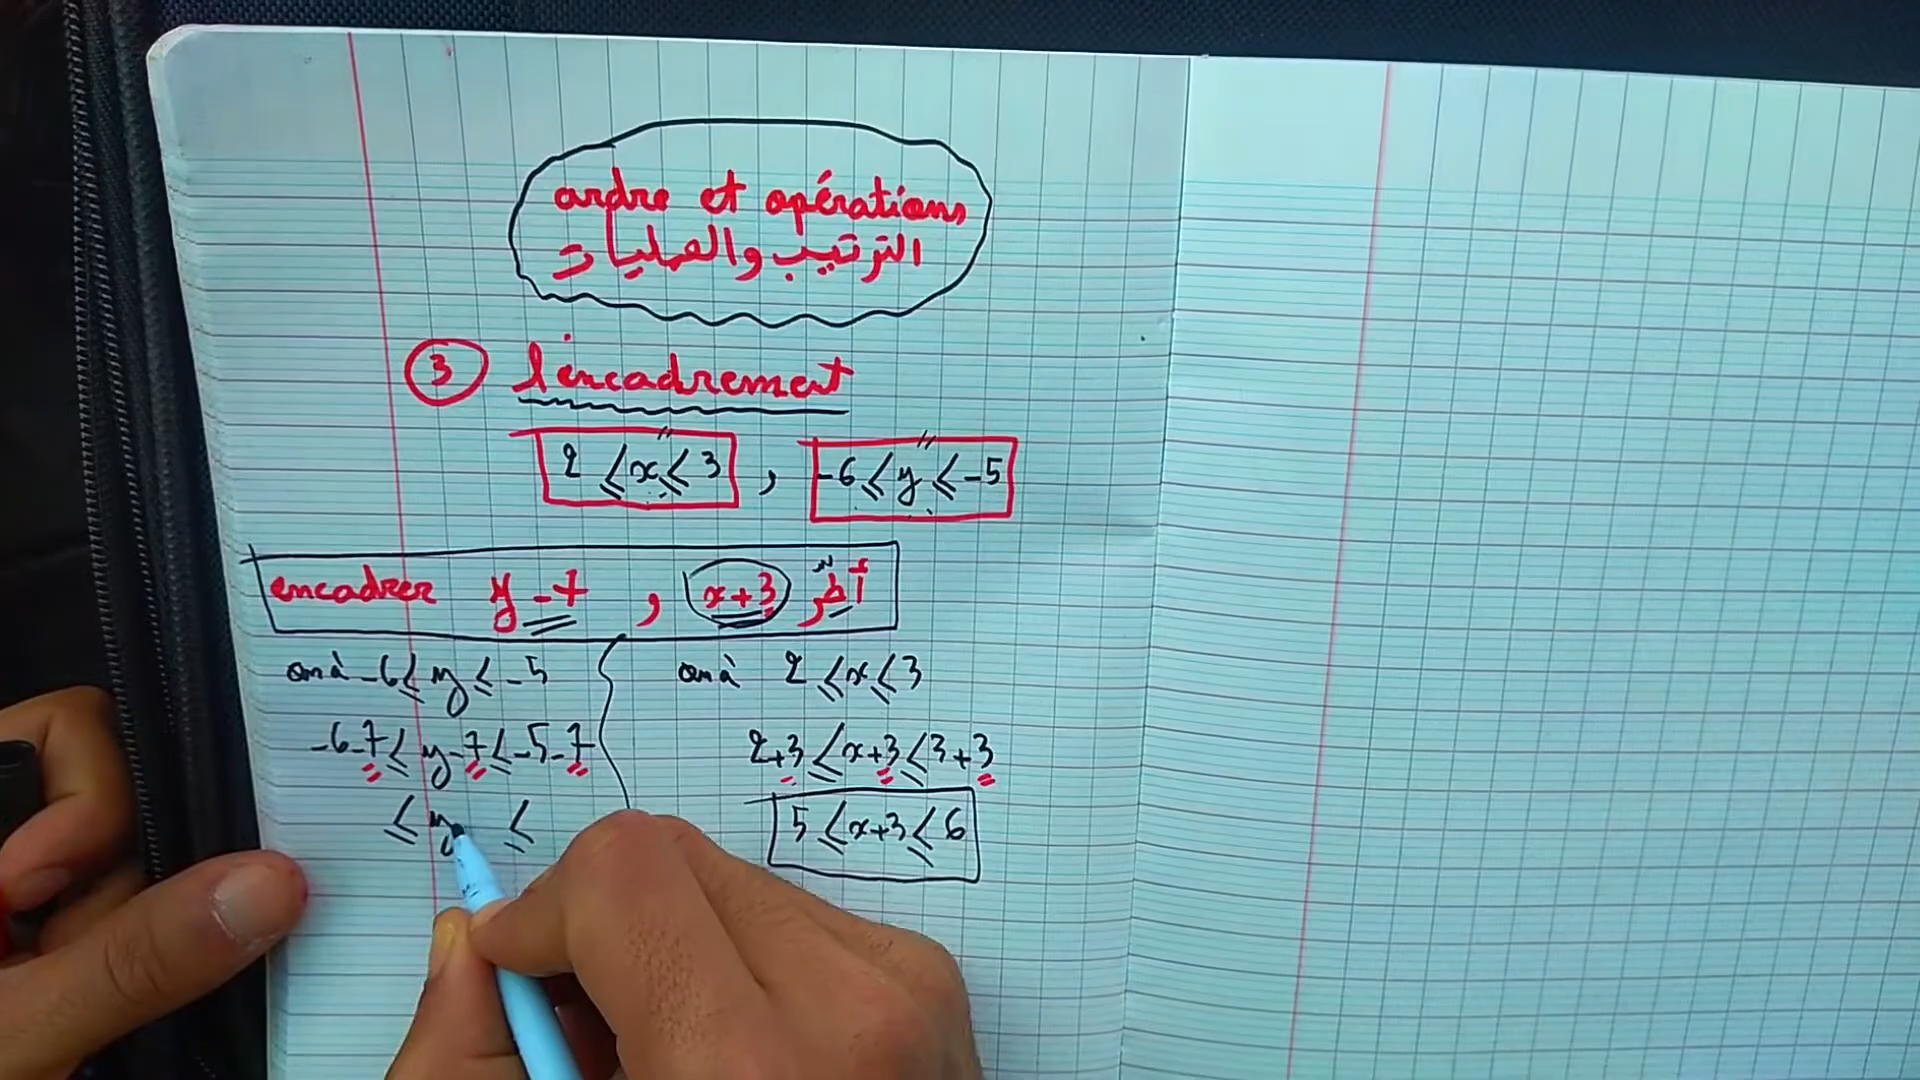 ordre et opérations
الترتيب والعمليات
3 l'encadrement
2 ≤ x ≤ 3 , -6 ≤ y ≤ -5
encadrer y - 7 , x+3 أطر
on à -6 ≤ y ≤ -5
-6-7 ≤ y-7 ≤ -5-7
≤ y ≤
on à 2 ≤ x ≤ 3
2+3 ≤ x+3 ≤ 3+3
5 ≤ x+3 ≤ 6